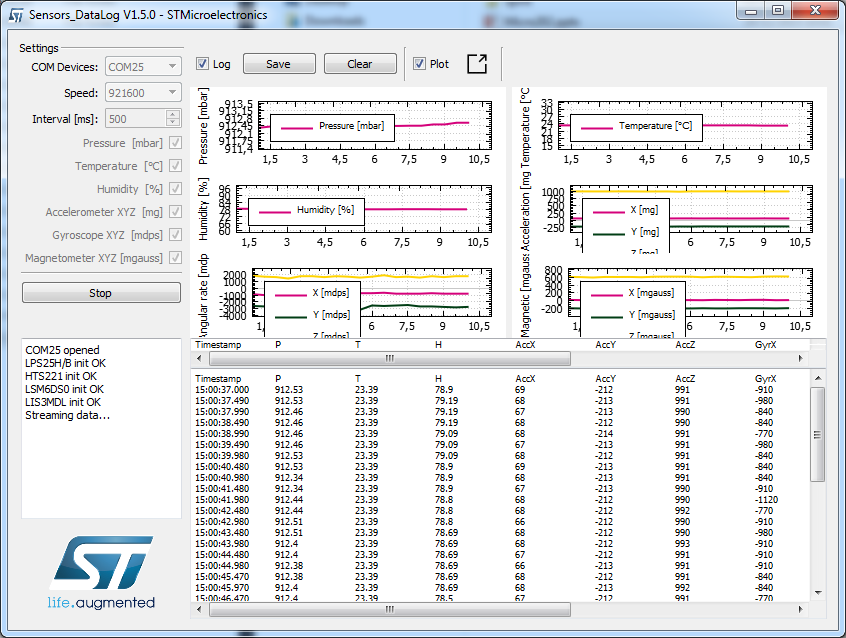 Sensors_DataLog V1.5.0 - STMicroelectronics
Settings
COM Devices: COM25
Speed: 921600
Interval [ms]: 500
Pressure [mbar]
Temperature [°C]
Humidity [%]
Accelerometer XYZ [mg]
Gyroscope XYZ [mdps]
Magnetometer XYZ [mgauss]
Stop
COM25 opened
LPS25H/B init OK
HTS221 init OK
LSM6DS0 init OK
LIS3MDL init OK
Streaming data...
ST
life.augmented
Log Save Clear Plot
Pressure [mbar]
913,5
913,15
912,8
912,45
912,1
911,75
911,4
Pressure [mbar]
1,5 3 4,5 6 7,5 9 10,5
Temperature [°C
33
30
27
24
21
18
15
Temperature [°C]
1,5 3 4,5 6 7,5 9 10,5
Humidity [%]
96
90
84
78
72
66
60
Humidity [%]
1,5 3 4,5 6 7,5 9 10,5
Acceleration [mg
1000
750
500
250
0
-250
X [mg]
Y [mg]
Z [mg]
1, 6 7,5 9 10,5
Angular rate [mdp
2000
1000
0
-1000
-2000
-3000
-4000
X [mdps]
Y [mdps]
Z [mdps]
1, 6 7,5 9 10,5
Magnetic [mgauss
800
600
400
200
0
-200
X [mgauss]
Y [mgauss]
Z [mgauss]
1, 6 7,5 9 10,5
Timestamp P T H AccX AccY AccZ GyrX
Timestamp P T H AccX AccY AccZ GyrX
15:00:37.000 912.53 23.39 78.9 69 -212 991 -910
15:00:37.490 912.53 23.39 79.19 68 -213 991 -980
15:00:37.990 912.46 23.39 79.19 67 -213 990 -840
15:00:38.490 912.46 23.39 79.19 68 -212 990 -840
15:00:38.990 912.46 23.39 79.09 68 -214 991 -770
15:00:39.490 912.46 23.39 79.09 67 -213 991 -980
15:00:39.980 912.53 23.39 79.09 68 -212 991 -840
15:00:40.480 912.53 23.39 78.9 69 -213 991 -840
15:00:40.980 912.34 23.39 78.9 68 -213 991 -910
15:00:41.480 912.34 23.39 78.9 67 -213 991 -910
15:00:41.980 912.44 23.39 78.8 68 -212 990 -1120
15:00:42.480 912.44 23.39 78.8 68 -212 992 -770
15:00:42.980 912.51 23.39 78.8 66 -212 990 -910
15:00:43.480 912.51 23.39 78.69 68 -212 990 -980
15:00:43.980 912.4 23.39 78.69 68 -212 993 -910
15:00:44.480 912.4 23.39 78.69 67 -212 991 -910
15:00:44.980 912.38 23.39 78.69 66 -213 991 -910
15:00:45.470 912.38 23.39 78.69 68 -212 991 -840
15:00:45.970 912.4 23.39 78.69 68 -213 992 -840
15:00:46.470 912.4 23.39 78.5 67 -212 991 -770